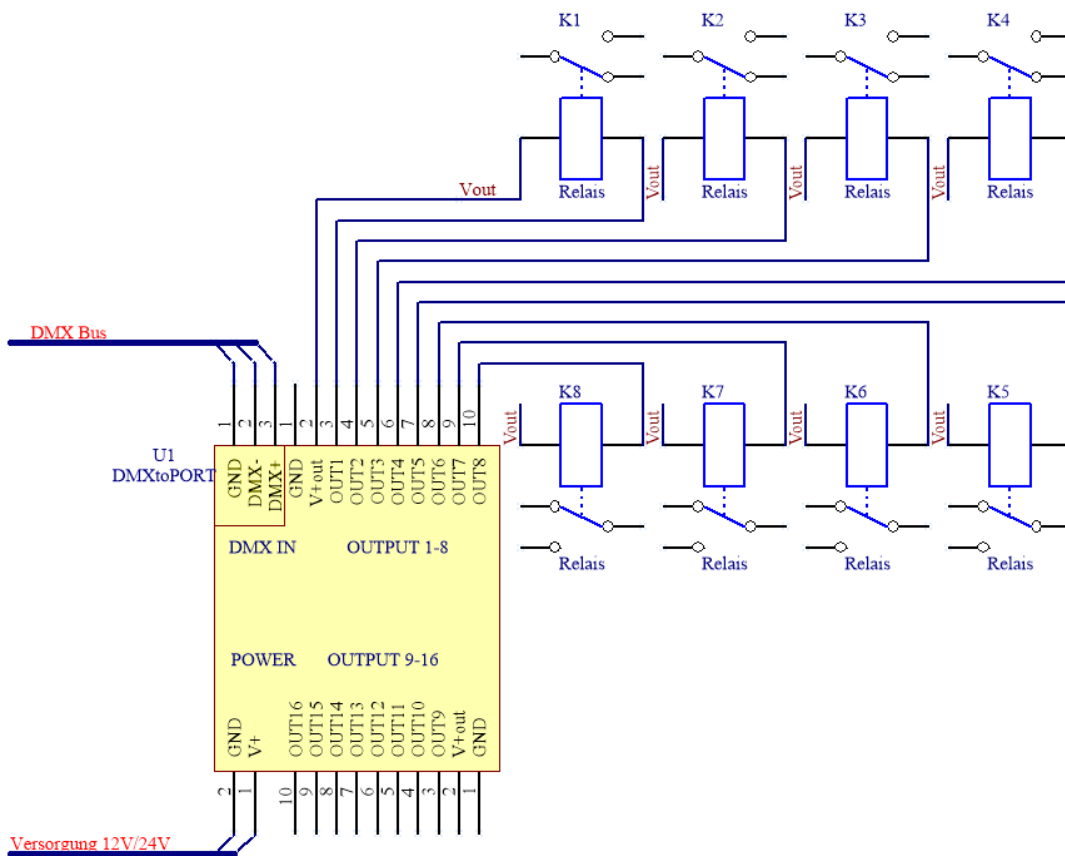 K1 K2 K3 K4
Relais Relais Relais Relais
Vout Vout Vout Vout
DMX Bus
1 2 3 1 2 3 4 5 6 7 8 9 10
K8 K7 K6 K5
Vout Vout Vout Vout
U1
DMXtoPORT
GND DMX- DMX+ GND V+out OUT1 OUT2 OUT3 OUT4 OUT5 OUT6 OUT7 OUT8
DMX IN OUTPUT 1-8
Relais Relais Relais Relais
POWER OUTPUT 9-16
GND V+ OUT16 OUT15 OUT14 OUT13 OUT12 OUT11 OUT10 OUT9 V+out GND
2 1 10 9 8 7 6 5 4 3 2 1
Versorgung 12V/24V